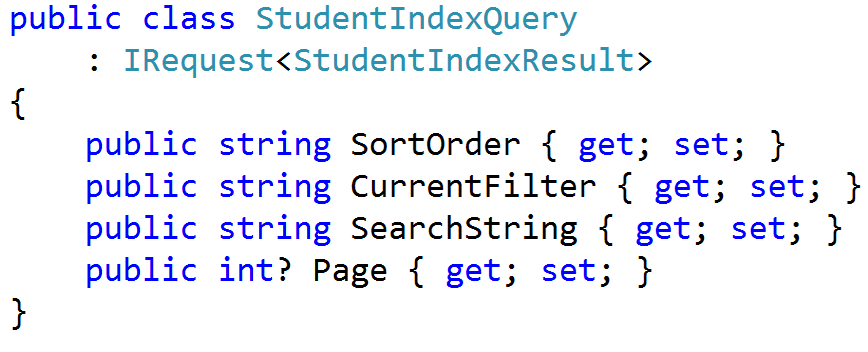 public class StudentIndexQuery
    : IRequest<StudentIndexResult>
{
    public string SortOrder { get; set; }
    public string CurrentFilter { get; set; }
    public string SearchString { get; set; }
    public int? Page { get; set; }
}